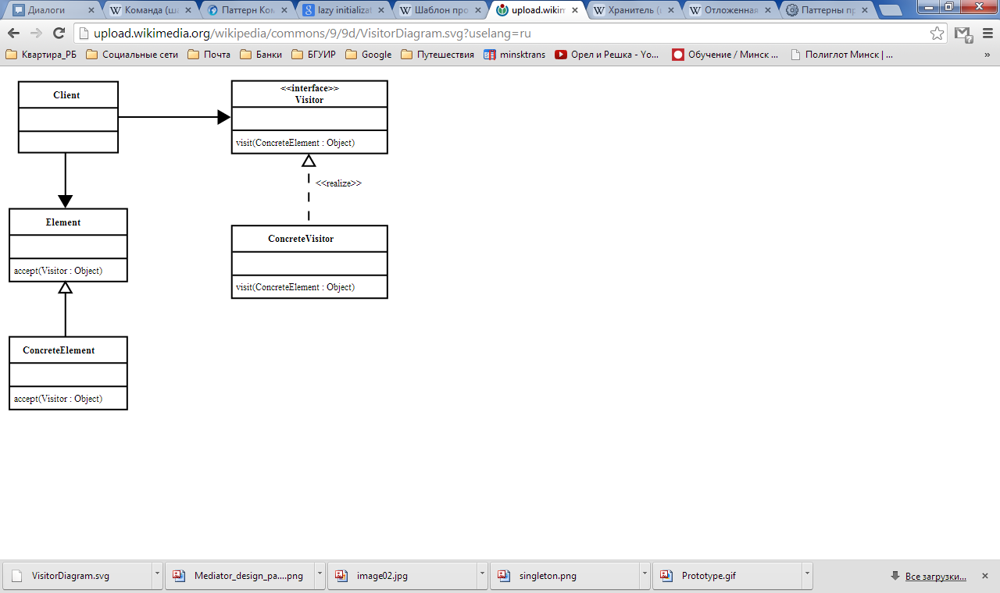 Диалоги
Команда (ша
Паттерн Ком
lazy initializat
Шаблон про
upload.wikim
Хранитель (ш
Отложенная
Паттерны пр
upload.wikimedia.org/wikipedia/commons/9/9d/VisitorDiagram.svg?uselang=ru
Квартира_РБ
Социальные сети
Почта
Банки
БГУИР
Google
Путешествия
minsktrans
Орел и Решка - Yo...
Обучение / Минск ...
Полиглот Минск | ...
»
Client
<<interface>>
Visitor
visit(ConcreteElement : Object)
<<realize>>
Element
accept(Visitor : Object)
ConcreteVisitor
visit(ConcreteElement : Object)
ConcreteElement
accept(Visitor : Object)
VisitorDiagram.svg
Mediator_design_pa....png
image02.jpg
singleton.png
Prototype.gif
Все загрузки...